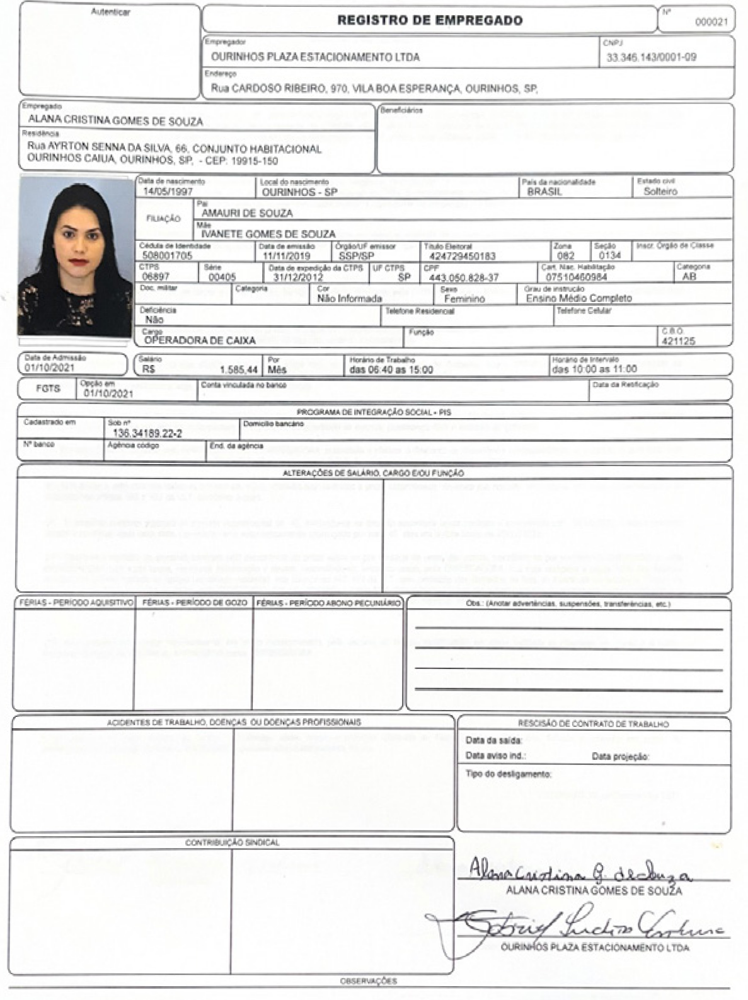 Autenticar
REGISTRO DE EMPREGADO
Nº
000021
Empregador
OURINHOS PLAZA ESTACIONAMENTO LTDA
CNPJ
33.346.143/0001-09
Endereço
Rua CARDOSO RIBEIRO, 970, VILA BOA ESPERANÇA, OURINHOS, SP,
Empregado
ALANA CRISTINA GOMES DE SOUZA
Beneficiários
Residência
Rua AYRTON SENNA DA SILVA, 66, CONJUNTO HABITACIONAL
OURINHOS CAIUA, OURINHOS, SP, - CEP: 19915-150
Data de nascimento
14/05/1997
Local do nascimento
OURINHOS - SP
País da nacionalidade
BRASIL
Estado civil
Solteiro
FILIAÇÃO
Pai
AMAURI DE SOUZA
Mãe
IVANETE GOMES DE SOUZA
Cédula de Identidade
508001705
Data de emissão
11/11/2019
Órgão/UF emissor
SSP/SP
Título Eleitoral
424729450183
Zona
082
Seção
0134
Inscr. Órgão de Classe
CTPS
06897
Série
00405
Data de expedição da CTPS
31/12/2012
UF CTPS
SP
CPF
443.050.828-37
Cart. Nac. Habilitação
07510460984
Categoria
AB
Doc. militar
Categoria
Cor
Não Informada
Sexo
Feminino
Grau de instrução
Ensino Médio Completo
Deficiência
Não
Telefone Residencial
Telefone Celular
Cargo
OPERADORA DE CAIXA
Função
C.B.O.
421125
Data de Admissão
01/10/2021
Salário
R$ 1.585,44
Por
Mês
Horário de Trabalho
das 06:40 as 15:00
Horário de Intervalo
das 10:00 as 11:00
FGTS
Opção em
01/10/2021
Conta vinculada no banco
Data da Retificação
PROGRAMA DE INTEGRAÇÃO SOCIAL - PIS
Cadastrado em
Sob nº
136.34189.22-2
Domicílio bancário
Nº banco
Agência código
End. da agência
ALTERAÇÕES DE SALÁRIO, CARGO E/OU FUNÇÃO
FÉRIAS - PERÍODO AQUISITIVO
FÉRIAS - PERÍODO DE GOZO
FÉRIAS - PERÍODO ABONO PECUNIÁRIO
Obs.: (Anotar advertências, suspensões, transferências, etc.)
ACIDENTES DE TRABALHO, DOENÇAS OU DOENÇAS PROFISSIONAIS
RESCISÃO DE CONTRATO DE TRABALHO
Data da saída:
Data aviso ind.:
Data projeção:
Tipo do desligamento:
CONTRIBUIÇÃO SINDICAL
Alana Cristina G. de Souza
ALANA CRISTINA GOMES DE SOUZA
Gabriel
OURINHOS PLAZA ESTACIONAMENTO LTDA
OBSERVAÇÕES